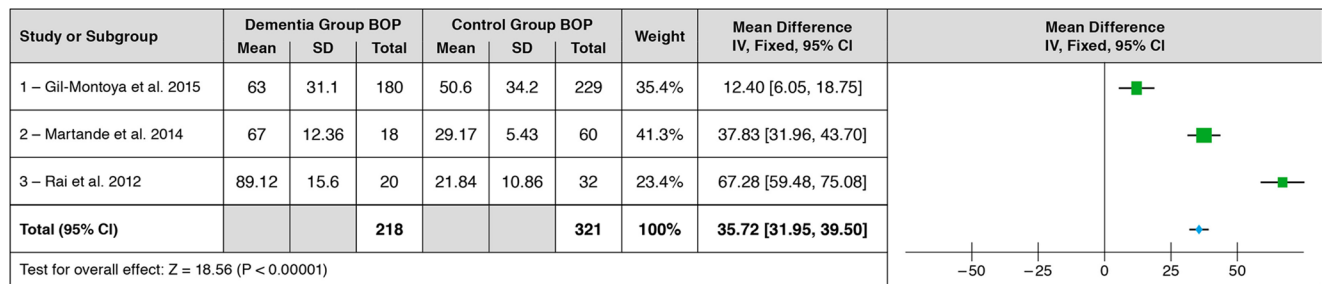 Study or Subgroup Dementia Group BOP Control Group BOP Weight Mean Difference IV, Fixed, 95% CI Mean Difference IV, Fixed, 95% CI
Mean SD Total Mean SD Total
1 – Gil-Montoya et al. 2015 63 31.1 180 50.6 34.2 229 35.4% 12.40 [6.05, 18.75]
2 – Martande et al. 2014 67 12.36 18 29.17 5.43 60 41.3% 37.83 [31.96, 43.70]
3 – Rai et al. 2012 89.12 15.6 20 21.84 10.86 32 23.4% 67.28 [59.48, 75.08]
Total (95% CI) 218 321 100% 35.72 [31.95, 39.50]
Test for overall effect: Z = 18.56 (P < 0.00001)
−50 −25 0 25 50